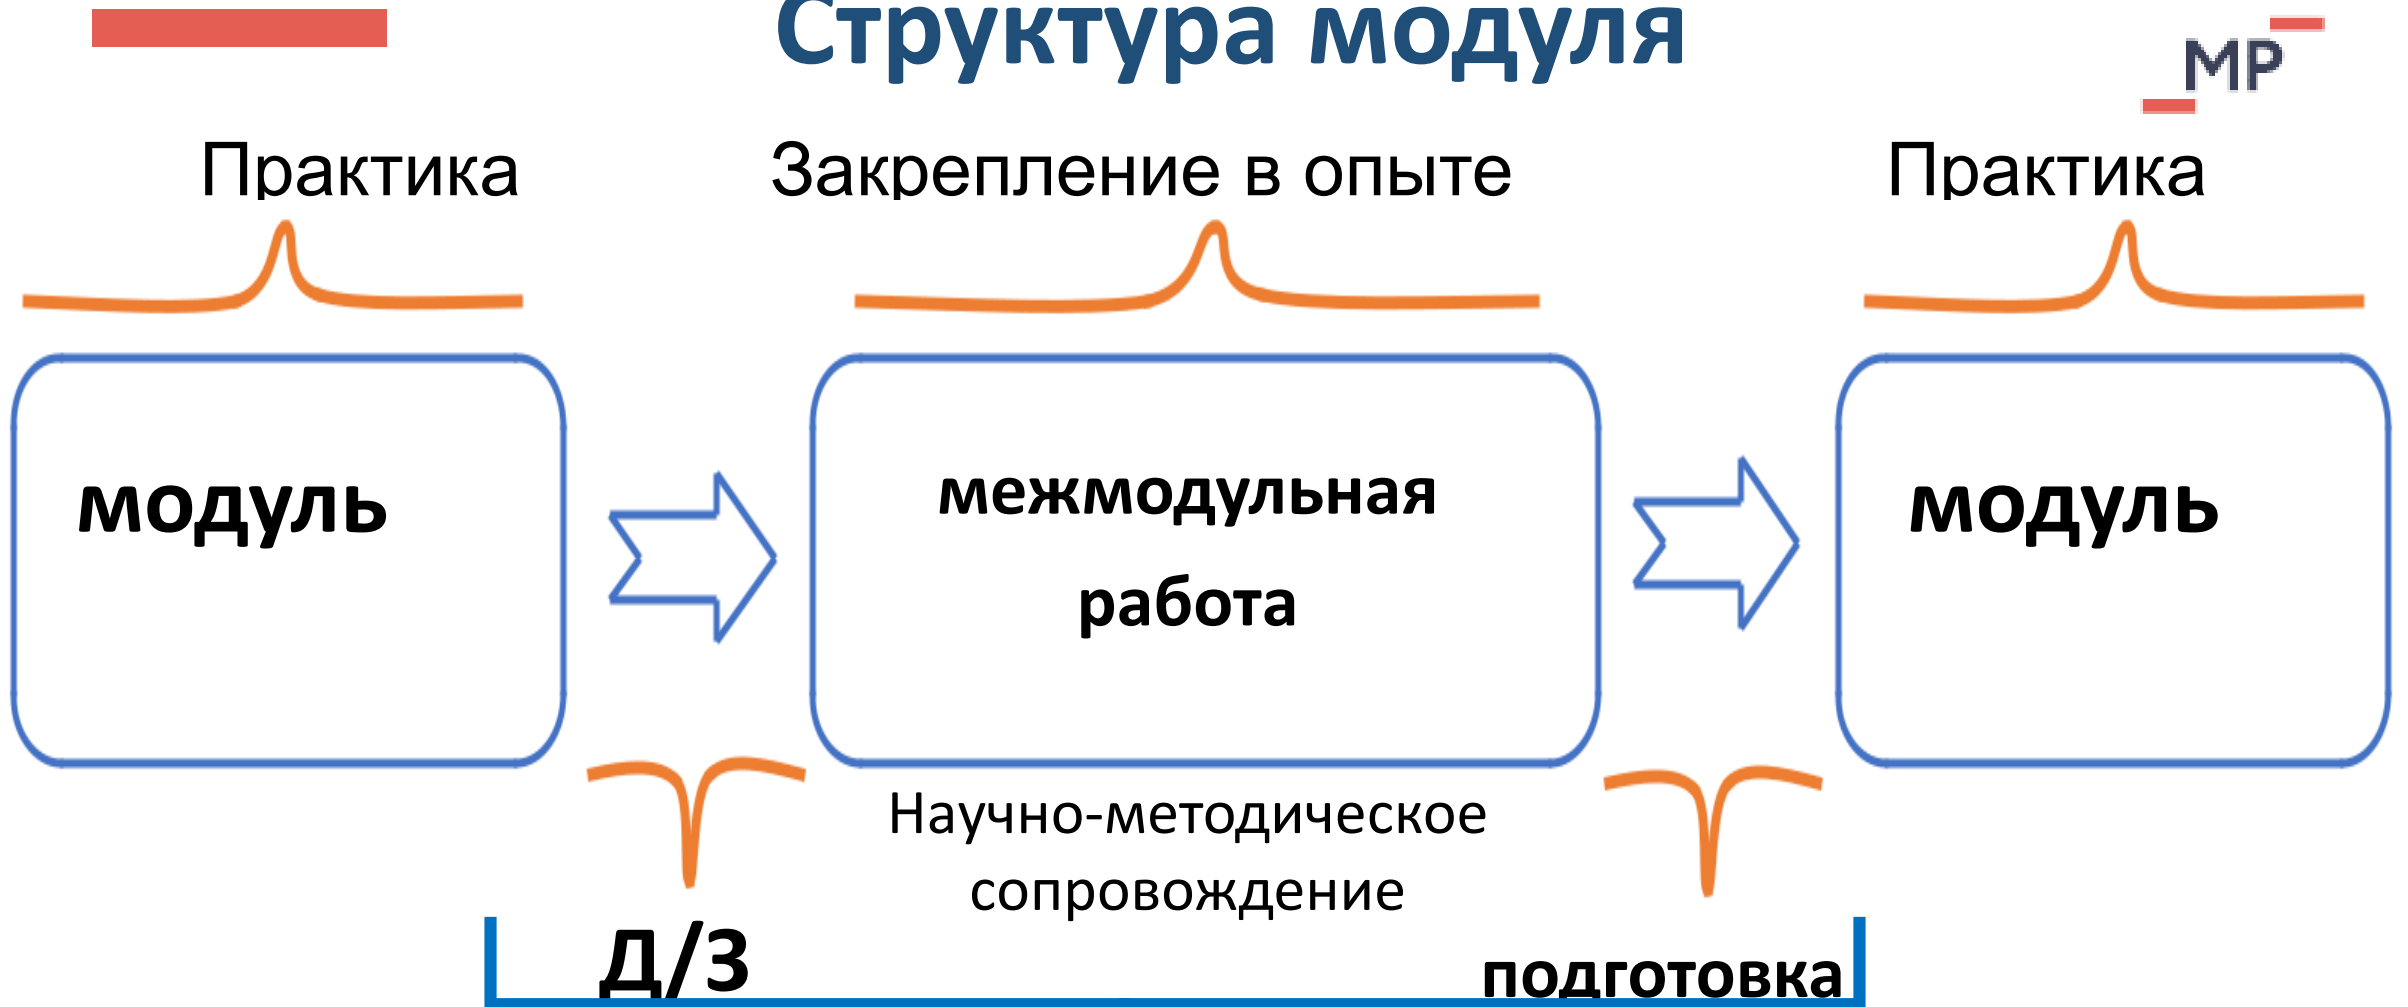 Структура модуля
МР
Практика
Закрепление в опыте
Практика
модуль
межмодульная
работа
модуль
Научно-методическое
сопровождение
Д/З
подготовка